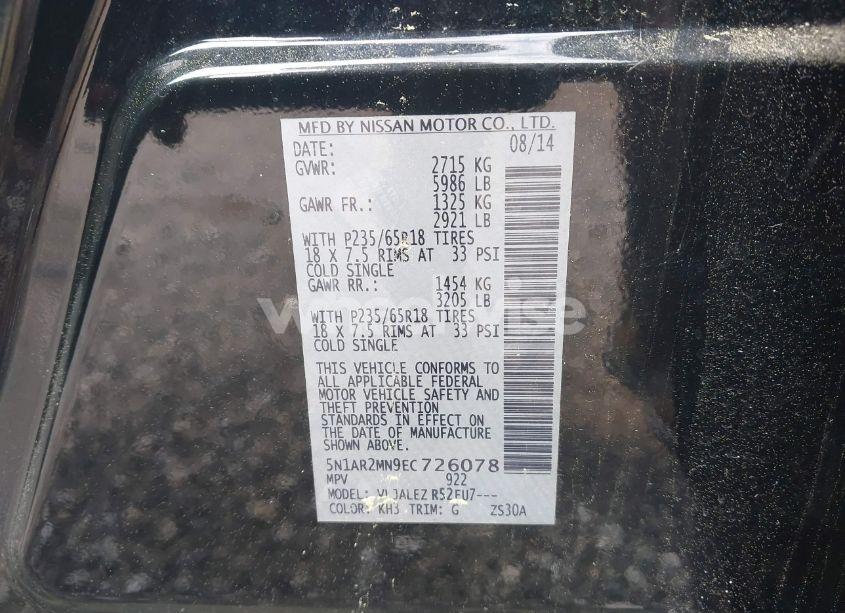 MFD BY NISSAN MOTOR CO., LTD.
DATE: 08/14
GVWR: 2715 KG
5986 LB
GAWR FR.: 1325 KG
2921 LB
WITH P235/65R18 TIRES
18 X 7.5 RIMS AT 33 PSI
COLD SINGLE
GAWR RR.: 1454 KG
3205 LB
WITH P235/65R18 TIRES
18 X 7.5 RIMS AT 33 PSI
COLD SINGLE
THIS VEHICLE CONFORMS TO
ALL APPLICABLE FEDERAL
MOTOR VEHICLE SAFETY AND
THEFT PREVENTION
STANDARDS IN EFFECT ON
THE DATE OF MANUFACTURE
SHOWN ABOVE.
5N1AR2MN9EC726078
MPV 922
MODEL:
COLOR: KH3 TRIM: G ZS30A